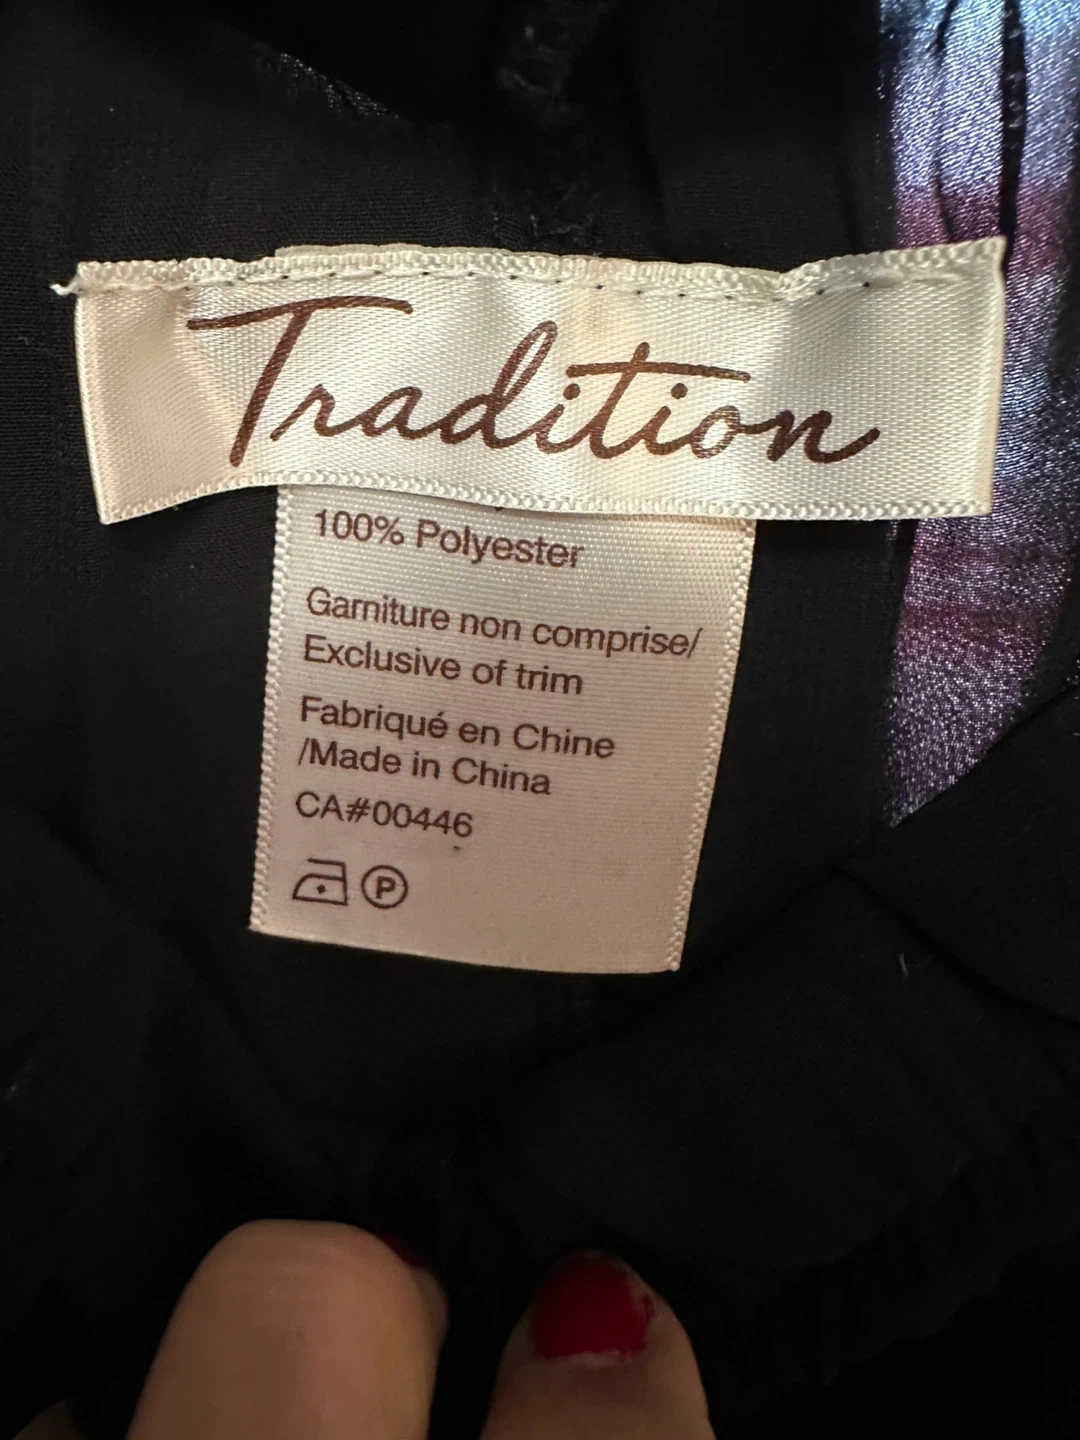 Tradition
100% Polyester
Garniture non comprise/
Exclusive of trim
Fabriqué en Chine
/Made in China
CA#00446
P